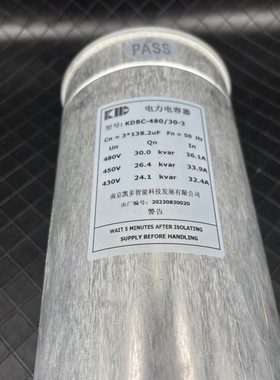 PASS
KD 电力电容器
型号: KDBC-480/30-3
Cn = 3*138.2uF Fn = 50 Hz
Un Qn In
480V 30.0 kvar 36.1A
450V 26.4 kvar 33.9A
430V 24.1 kvar 32.4A
南京凯多智能科技发展有限公司
出厂编号: 20230830020
警告
WAIT 5 MINUTES AFTER ISOLATING
SUPPLY BEFORE HANDLING